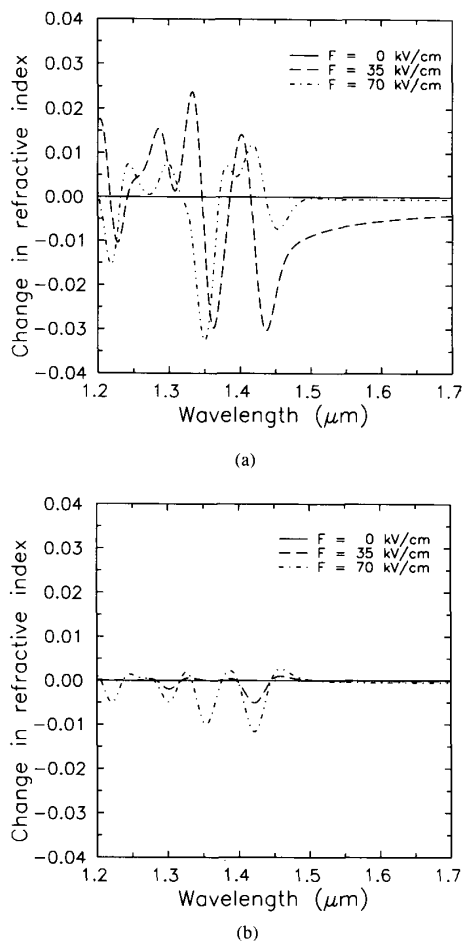 (a)
Change in refractive index
0.04
0.03
0.02
0.01
0.00
−0.01
−0.02
−0.03
−0.04
F = 0 kV/cm
F = 35 kV/cm
F = 70 kV/cm
1.2 1.3 1.4 1.5 1.6 1.7
Wavelength (μm)
(a)
Change in refractive index
0.04
0.03
0.02
0.01
0.00
−0.01
−0.02
−0.03
−0.04
F = 0 kV/cm
F = 35 kV/cm
F = 70 kV/cm
1.2 1.3 1.4 1.5 1.6 1.7
Wavelength (μm)
(b)